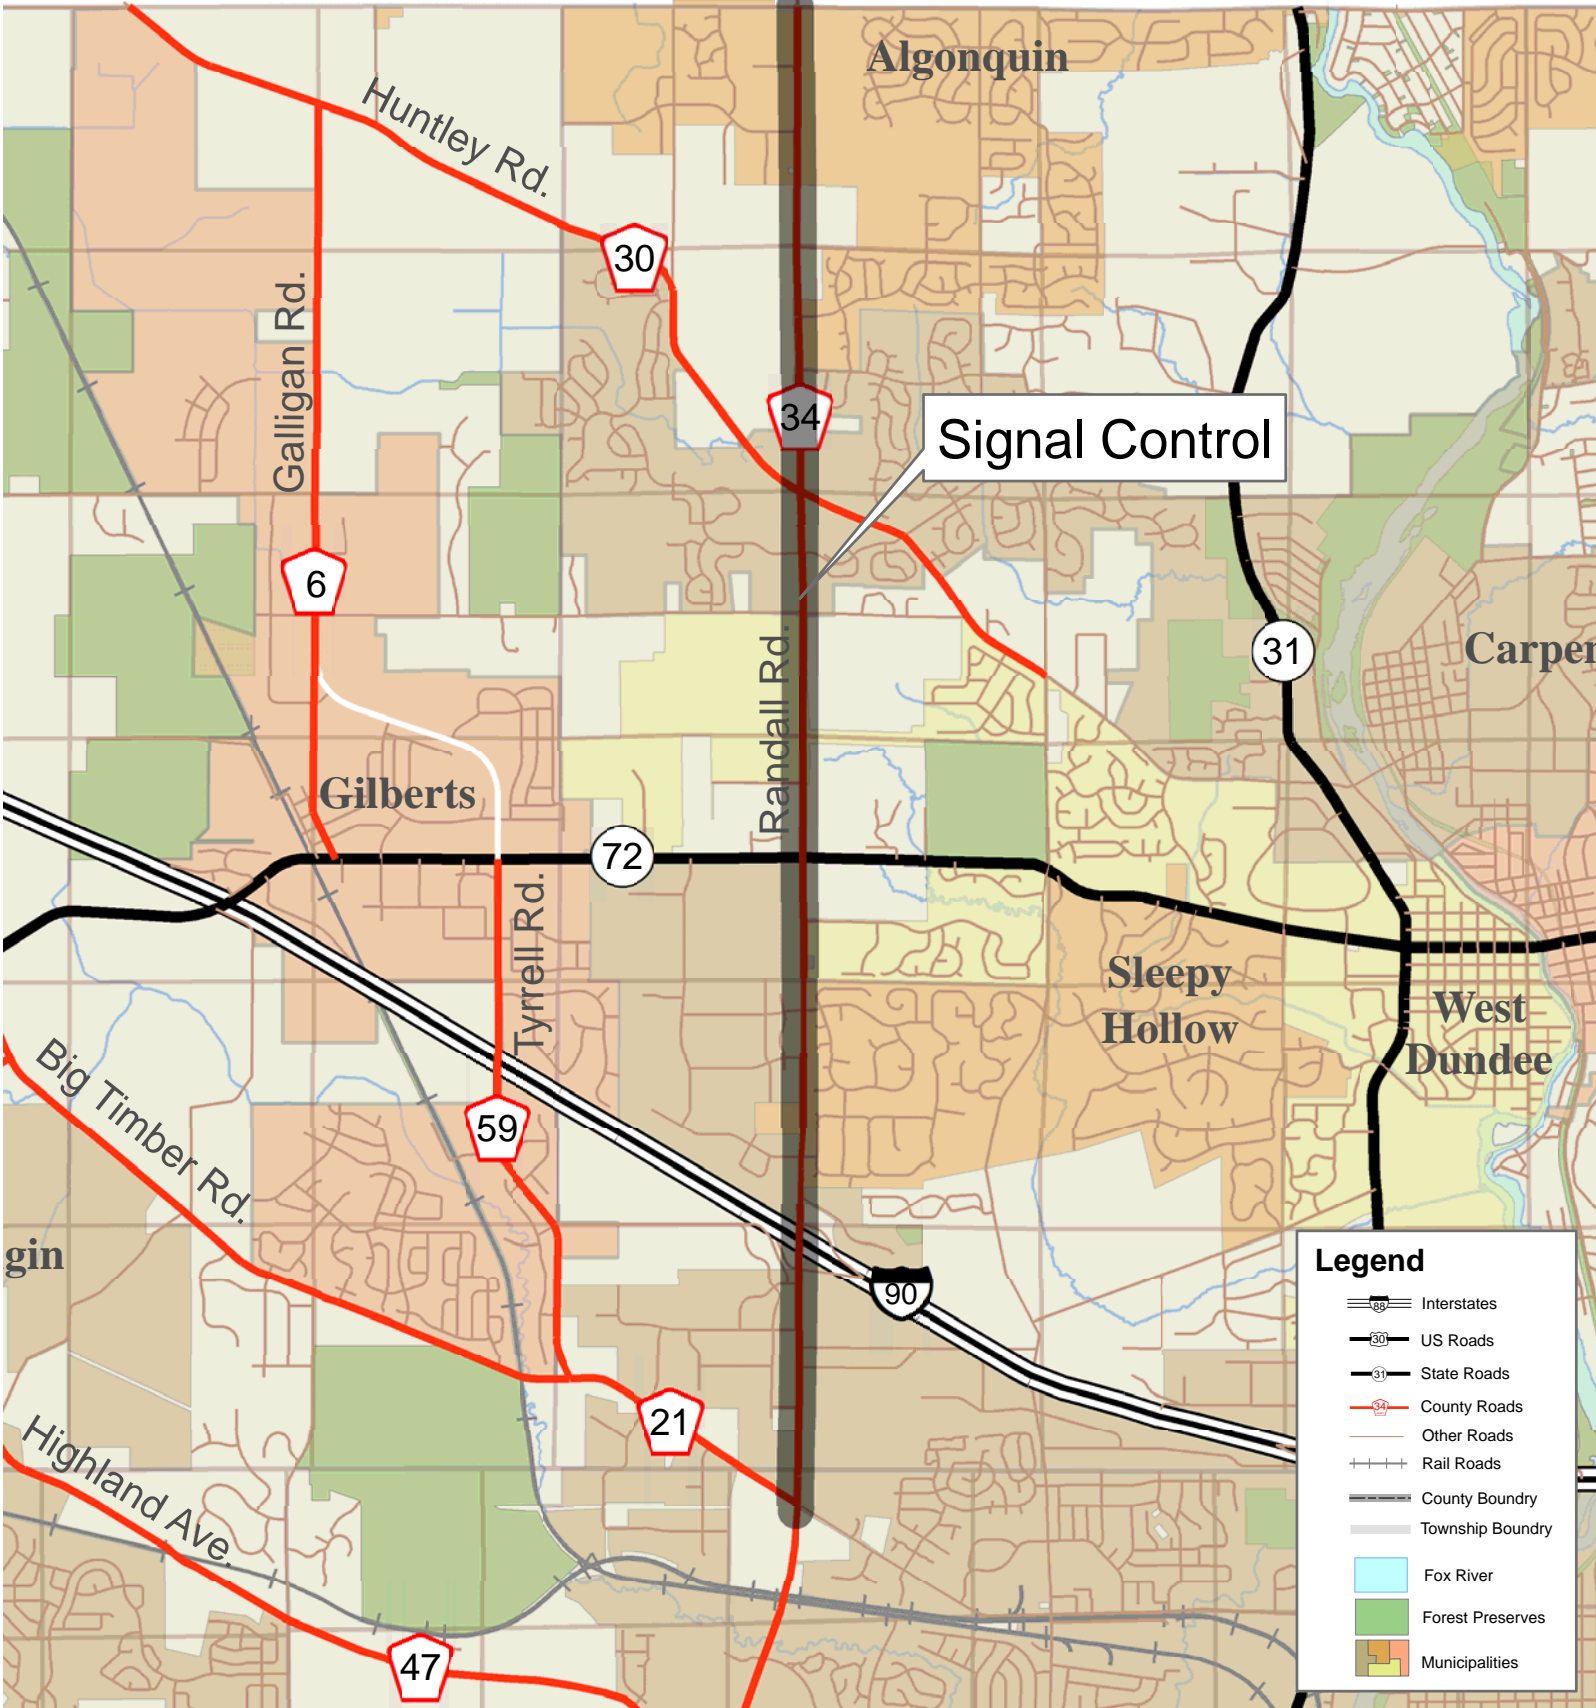 Algonquin
Huntley Rd.
30
Galligan Rd.
34
Signal Control
6
31
Carper
Randall Rd.
Gilberts
72
Tyrrell Rd.
Sleepy
Hollow
West
Dundee
Big Timber Rd.
59
gin
90
21
Highland Ave.
47
Legend
88 Interstates
30 US Roads
31 State Roads
34 County Roads
Other Roads
Rail Roads
County Boundry
Township Boundry
Fox River
Forest Preserves
Municipalities